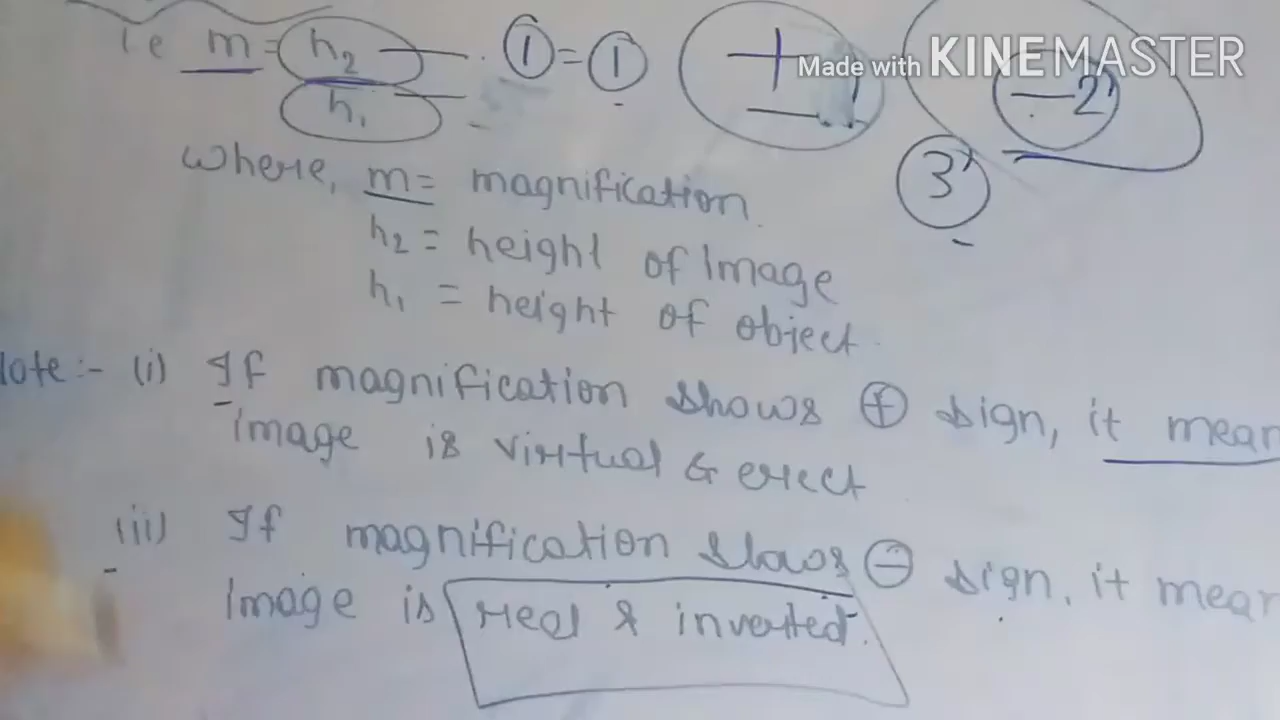 Made with KINEMASTER
i.e m = h₂ / h₁ ① = ① + — -2
3
where, m = magnification.
h₂ = height of Image
h₁ = height of object.
(i) If magnification shows ⊕ sign, it mean
image is virtual & erect
(ii) If magnification shows ⊖ sign, it mean
Image is real & inverted.